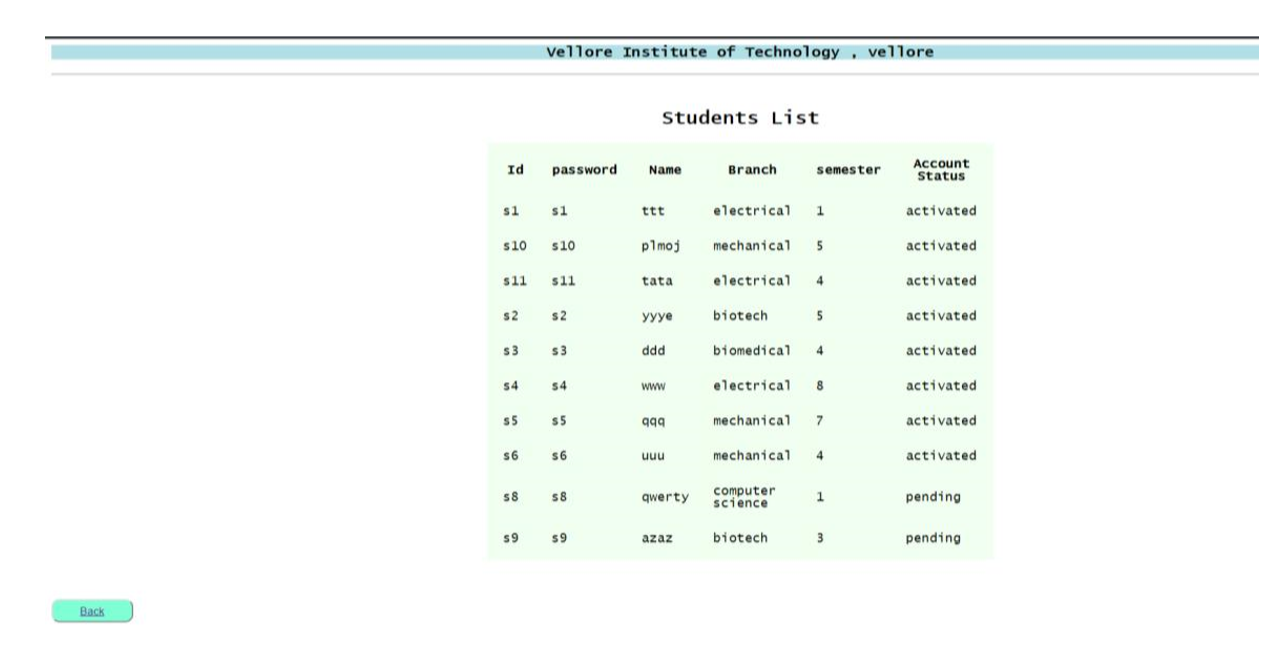 Vellore Institute of Technology , vellore
Students List
Id password Name Branch semester Account Status
s1 s1 ttt electrical 1 activated
s10 s10 plmoj mechanical 5 activated
s11 s11 tata electrical 4 activated
s2 s2 yyye biotech 5 activated
s3 s3 ddd biomedical 4 activated
s4 s4 www electrical 8 activated
s5 s5 qqq mechanical 7 activated
s6 s6 uuu mechanical 4 activated
s8 s8 qwerty computer science 1 pending
s9 s9 azaz biotech 3 pending
Back